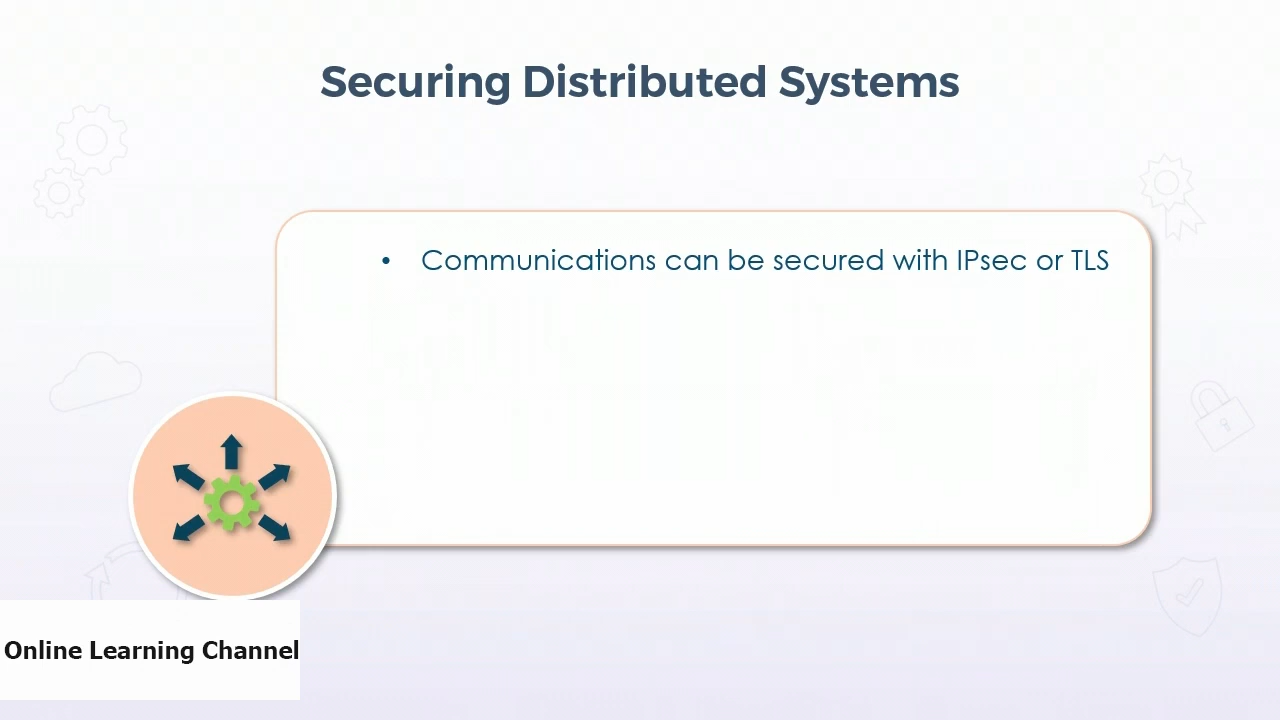 Securing Distributed Systems
• Communications can be secured with IPsec or TLS
Online Learning Channel